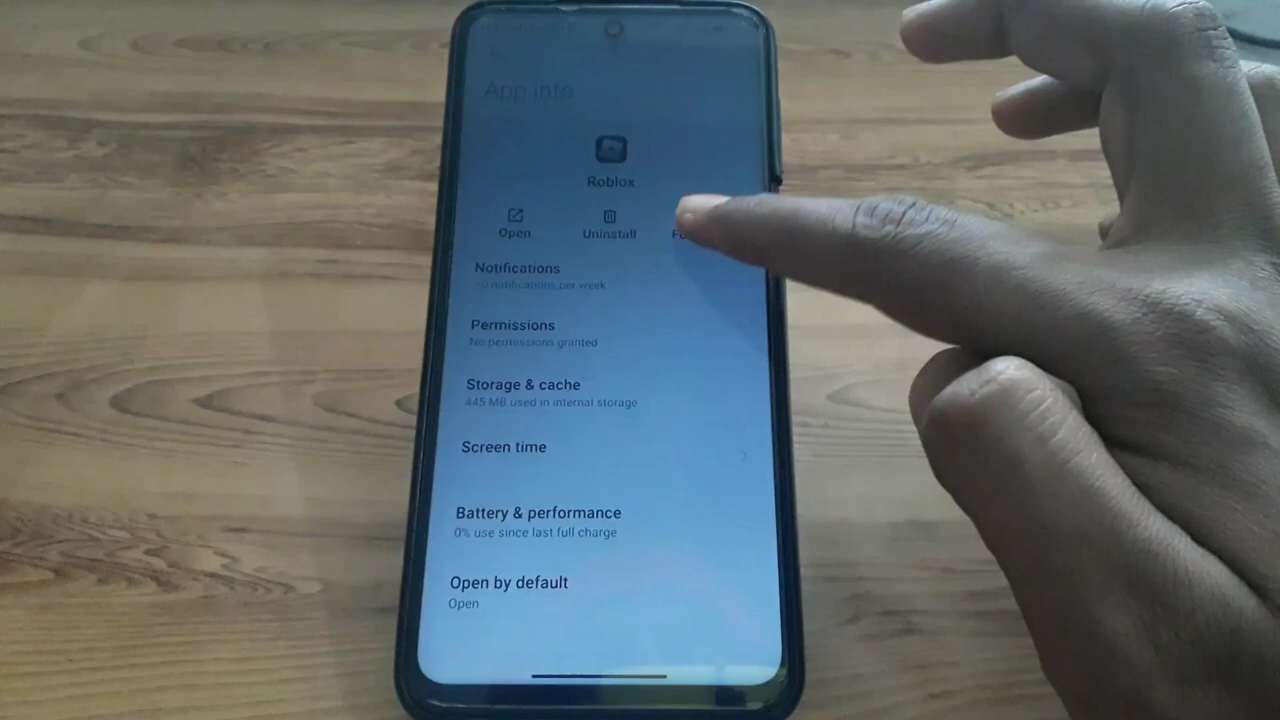 App info
Roblox
Open
Uninstall
Notifications
~0 notifications per week
Permissions
No permissions granted
Storage & cache
445 MB used in internal storage
Screen time
Battery & performance
0% use since last full charge
Open by default
Open